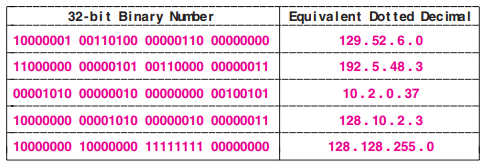 32-bit Binary Number Equivalent Dotted Decimal
10000001 00110100 00000110 00000000 129.52.6.0
11000000 00000101 00110000 00000011 192.5.48.3
00001010 00000010 00000000 00100101 10.2.0.37
10000000 00001010 00000010 00000011 128.10.2.3
10000000 10000000 11111111 00000000 128.128.255.0